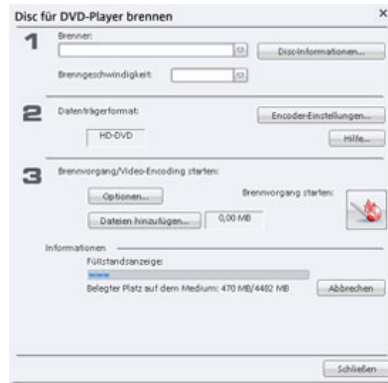 Disc für DVD-Player brennen
1
Brenner:
Disc-Informationen...
Brenngeschwindigkeit:
2
Datenträgerformat:
Encoder-Einstellungen...
HD-DVD
Hilfe...
3
Brennvorgang/Video-Encoding starten:
Optionen...
Brennvorgang starten:
Dateien hinzufügen...
0,00 MB
Informationen
Füllstandsanzeige:
Belegter Platz auf dem Medium: 470 MB/4482 MB
Abbrechen
Schließen